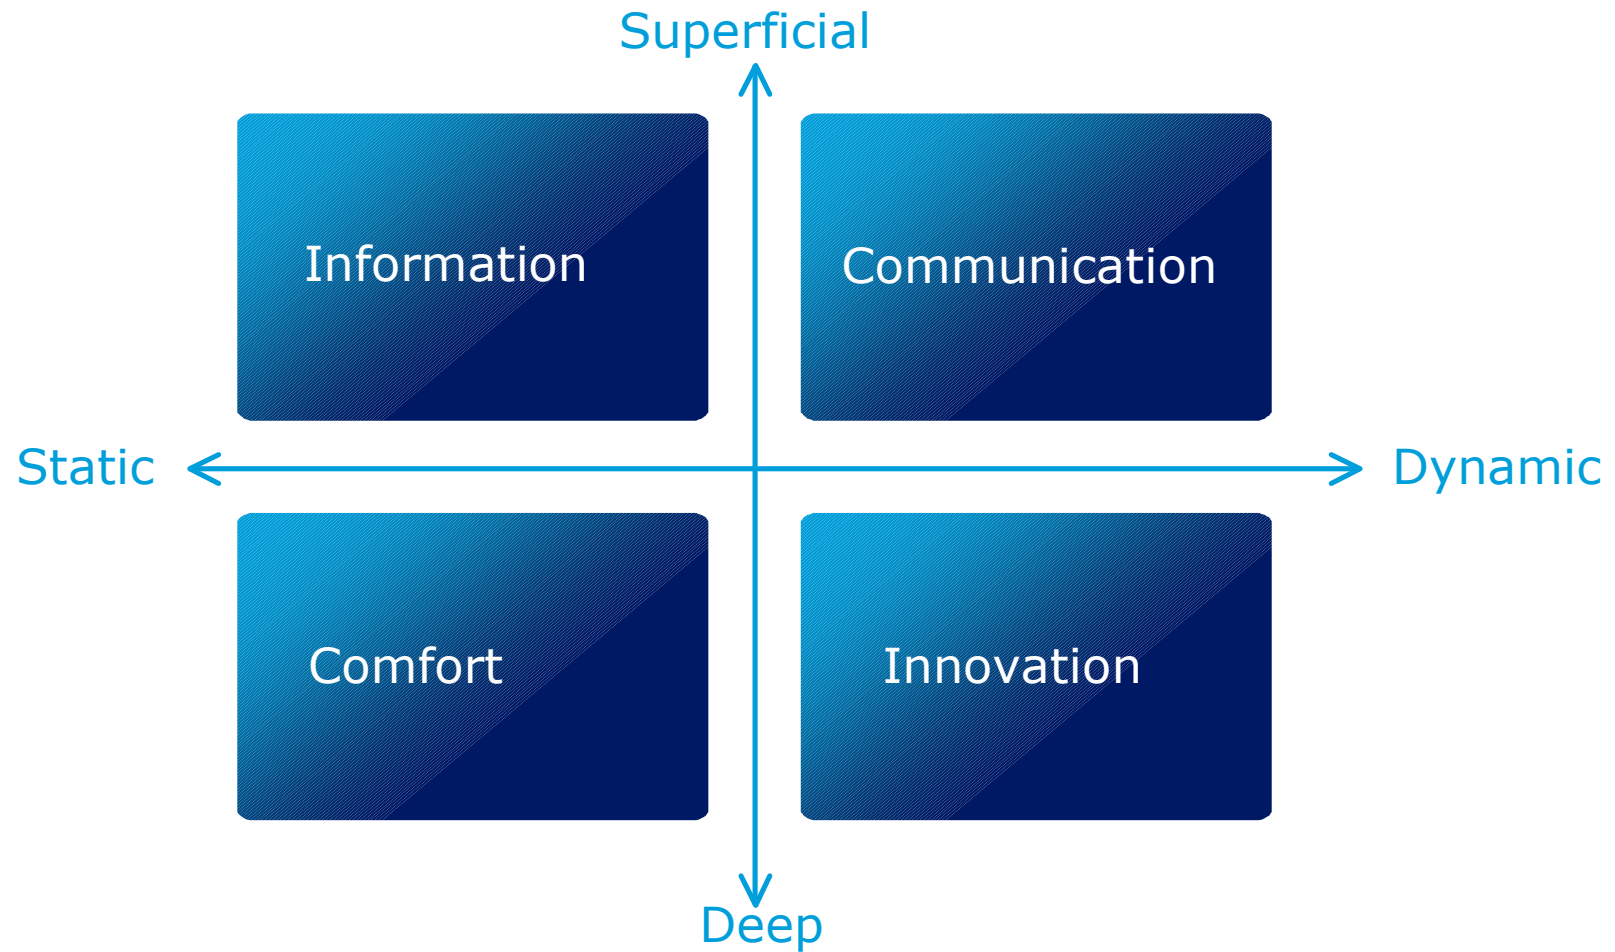 Superficial
Information
Communication
Static
Dynamic
Comfort
Innovation
Deep